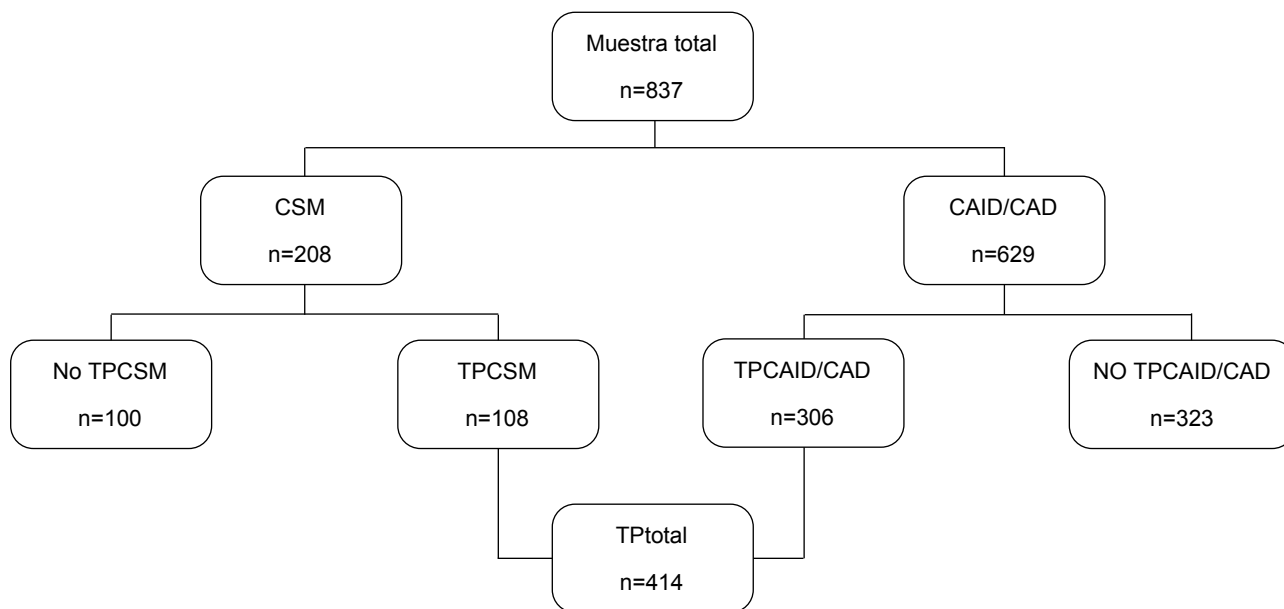 Muestra total
n=837
CSM
n=208
CAID/CAD
n=629
No TPCSM
n=100
TPCSM
n=108
TPCAID/CAD
n=306
NO TPCAID/CAD
n=323
TPtotal
n=414